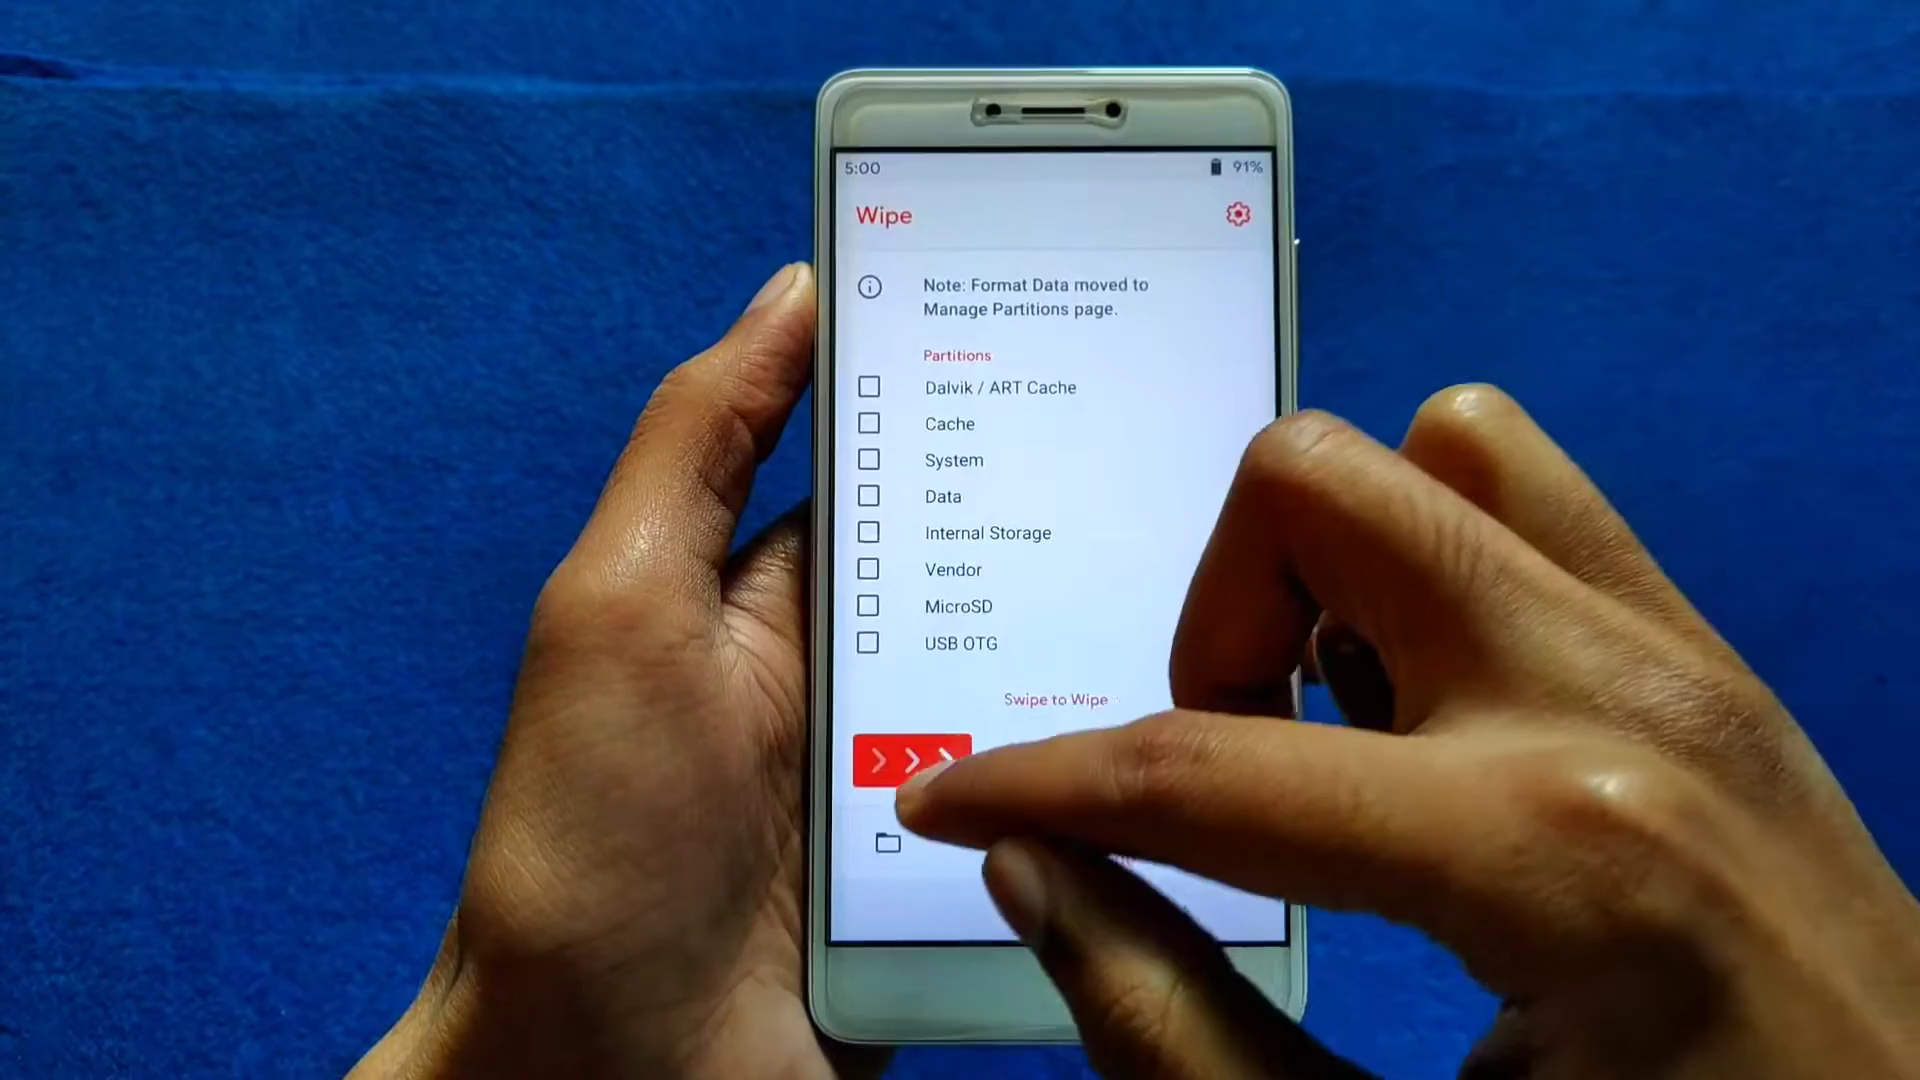 5:00
91%
Wipe
Note: Format Data moved to
Manage Partitions page.
Partitions
Dalvik / ART Cache
Cache
System
Data
Internal Storage
Vendor
MicroSD
USB OTG
Swipe to Wipe